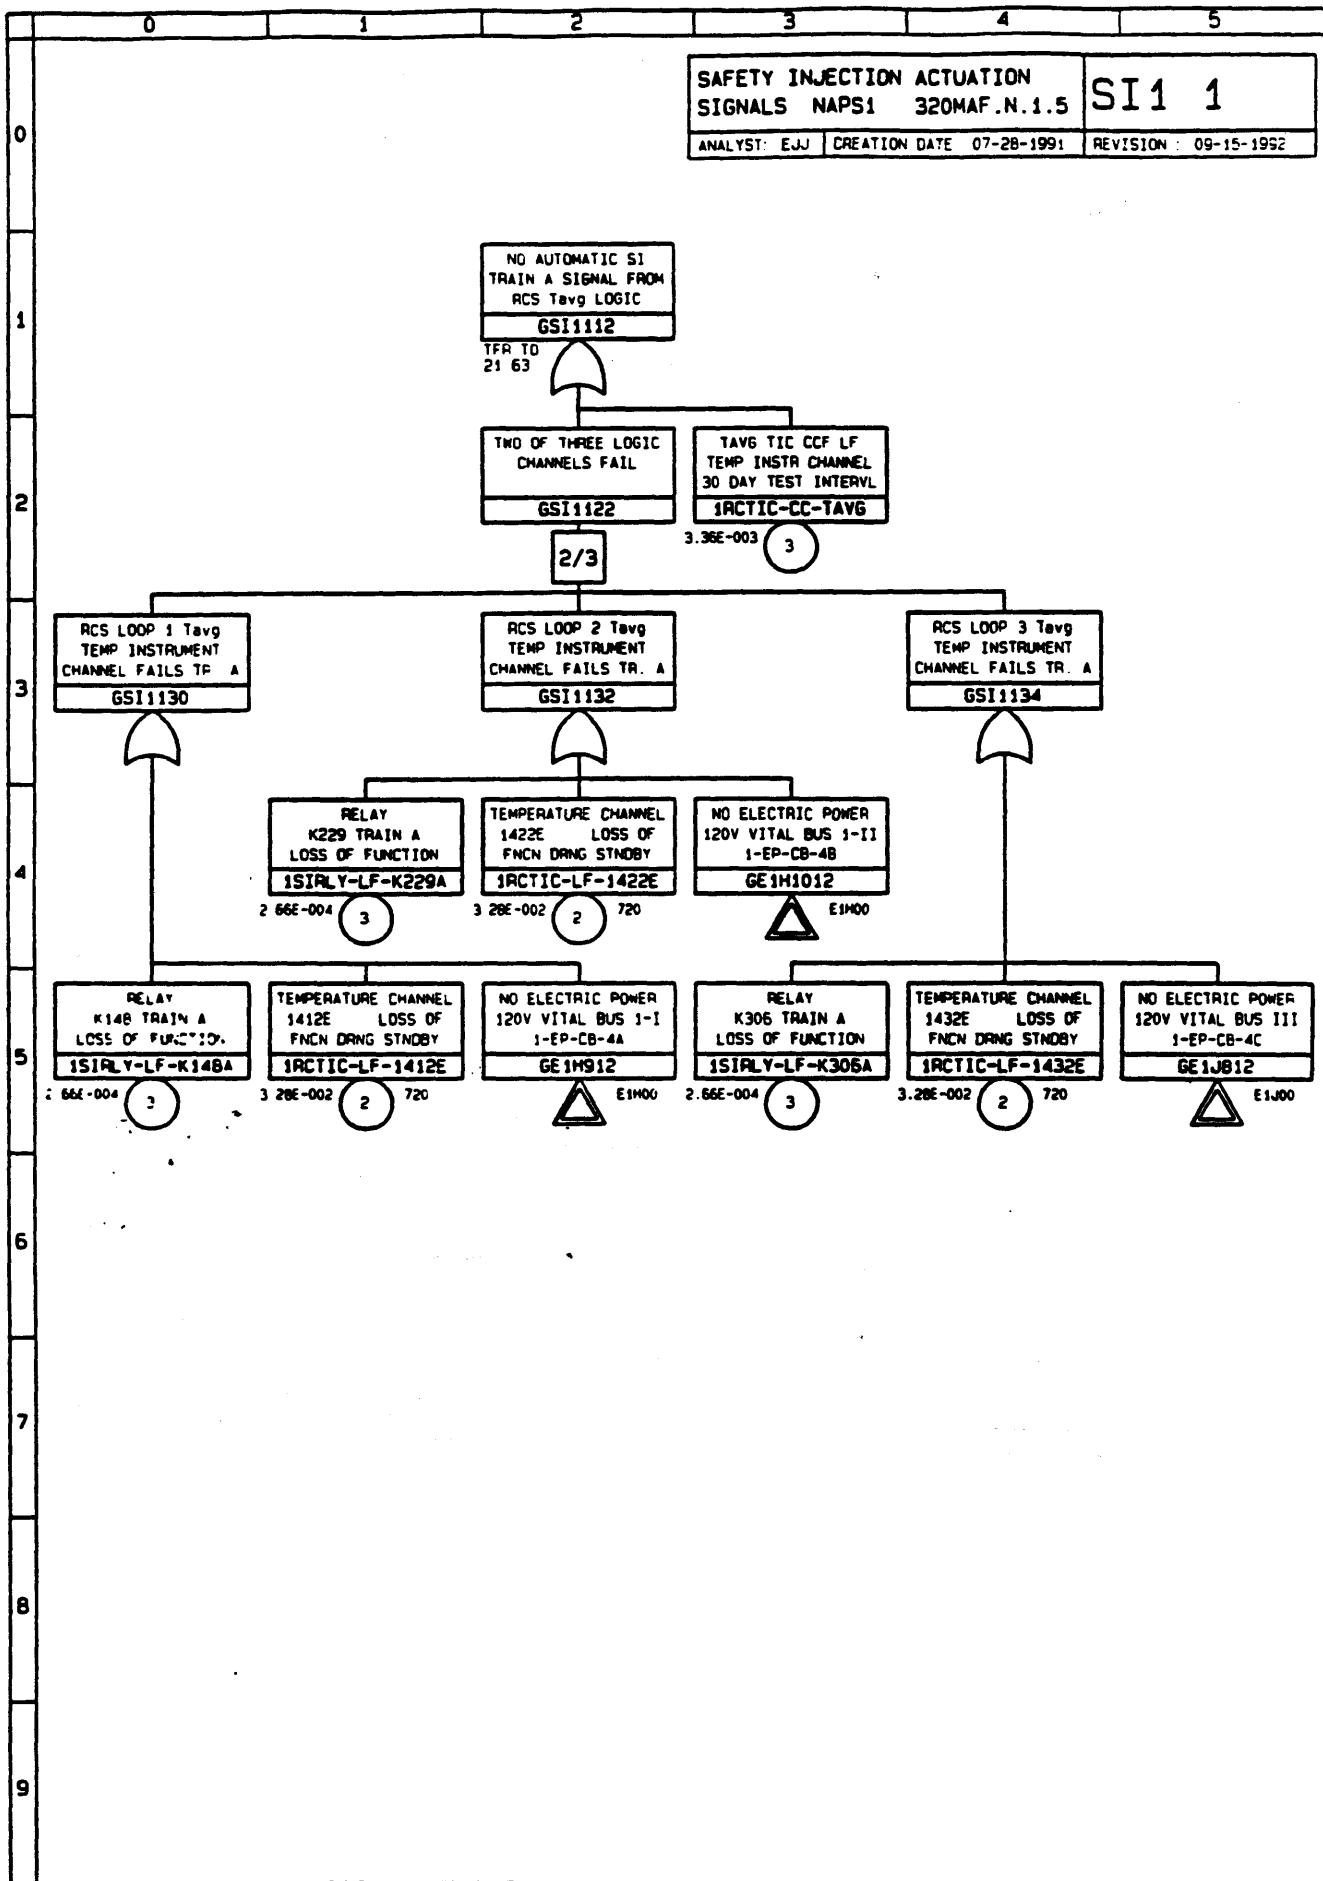 0 1 2 3 4 5
SAFETY INJECTION ACTUATION
SIGNALS NAPS1 320MAF.N.1.5
SI1 1
ANALYST: EJJ CREATION DATE 07-28-1991 REVISION : 09-15-1992
0
NO AUTOMATIC SI
TRAIN A SIGNAL FROM
RCS Tavg LOGIC
GSI1112
TFR TO
21 63
1
TWO OF THREE LOGIC
CHANNELS FAIL
GSI1122
2/3
TAVG TIC CCF LF
TEMP INSTR CHANNEL
30 DAY TEST INTERVL
1RCTIC-CC-TAVG
3.36E-003 3
2
RCS LOOP 1 Tavg
TEMP INSTRUMENT
CHANNEL FAILS TR A
GSI1130
RCS LOOP 2 Tavg
TEMP INSTRUMENT
CHANNEL FAILS TR. A
GSI1132
RCS LOOP 3 Tavg
TEMP INSTRUMENT
CHANNEL FAILS TR. A
GSI1134
3
RELAY
K229 TRAIN A
LOSS OF FUNCTION
1SIRLY-LF-K229A
2 66E-004 3
TEMPERATURE CHANNEL
1422E LOSS OF
FNCN DRNG STNDBY
1RCTIC-LF-1422E
3 28E-002 2 720
NO ELECTRIC POWER
120V VITAL BUS 1-II
1-EP-CB-4B
GE1H1012
E1H00
4
RELAY
K148 TRAIN A
LOSS OF FUNCTION
1SIRLY-LF-K148A
2 66E-004 3
TEMPERATURE CHANNEL
1412E LOSS OF
FNCN DRNG STNDBY
1RCTIC-LF-1412E
3 28E-002 2 720
NO ELECTRIC POWER
120V VITAL BUS 1-I
1-EP-CB-4A
GE1H912
E1H00
RELAY
K306 TRAIN A
LOSS OF FUNCTION
1SIRLY-LF-K306A
2.66E-004 3
TEMPERATURE CHANNEL
1432E LOSS OF
FNCN DRNG STNDBY
1RCTIC-LF-1432E
3.28E-002 2 720
NO ELECTRIC POWER
120V VITAL BUS III
1-EP-CB-4C
GE1J812
E1J00
5
6
7
8
9